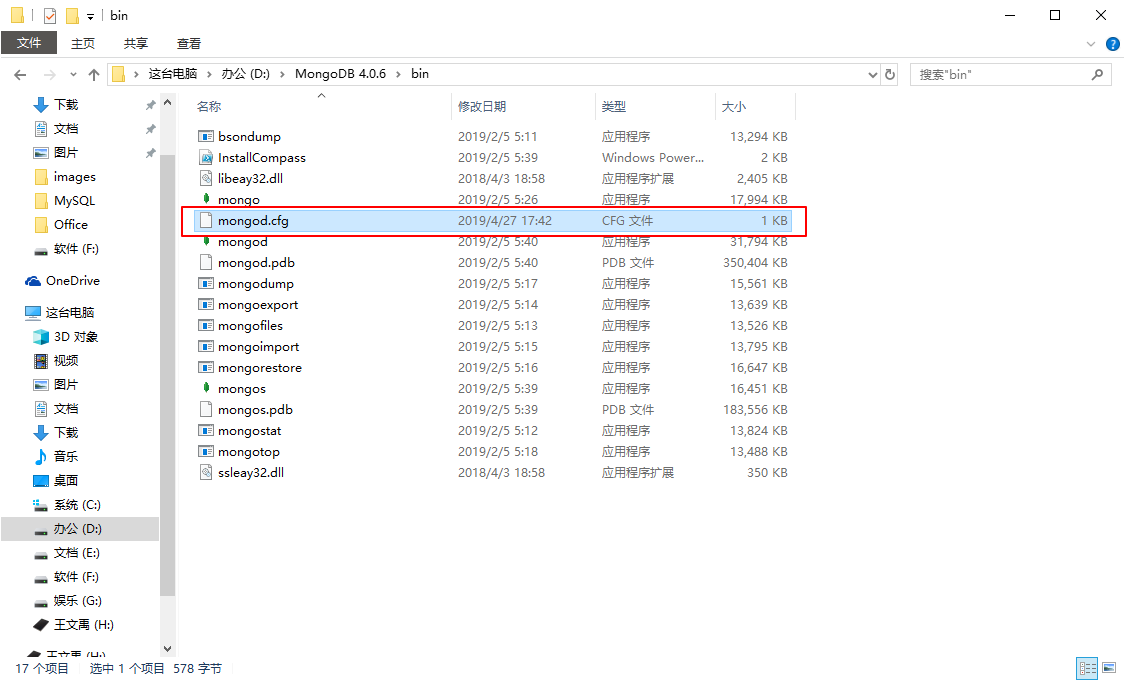 bin
文件 主页 共享 查看
这台电脑 办公 (D:) MongoDB 4.0.6 bin 搜索"bin"
下载
文档
图片
images
MySQL
Office
软件 (F:)
OneDrive
这台电脑
3D 对象
视频
图片
文档
下载
音乐
桌面
系统 (C:)
办公 (D:)
文档 (E:)
软件 (F:)
娱乐 (G:)
王文禹 (H:)
王文禹 (H:)
名称 修改日期 类型 大小
bsondump 2019/2/5 5:11 应用程序 13,294 KB
InstallCompass 2019/2/5 5:39 Windows Power... 2 KB
libeay32.dll 2018/4/3 18:58 应用程序扩展 2,405 KB
mongo 2019/2/5 5:26 应用程序 17,994 KB
mongod.cfg 2019/4/27 17:42 CFG 文件 1 KB
mongod 2019/2/5 5:40 应用程序 31,794 KB
mongod.pdb 2019/2/5 5:40 PDB 文件 350,404 KB
mongodump 2019/2/5 5:17 应用程序 15,561 KB
mongoexport 2019/2/5 5:14 应用程序 13,639 KB
mongofiles 2019/2/5 5:13 应用程序 13,526 KB
mongoimport 2019/2/5 5:15 应用程序 13,795 KB
mongorestore 2019/2/5 5:16 应用程序 16,647 KB
mongos 2019/2/5 5:39 应用程序 16,451 KB
mongos.pdb 2019/2/5 5:39 PDB 文件 183,556 KB
mongostat 2019/2/5 5:12 应用程序 13,824 KB
mongotop 2019/2/5 5:18 应用程序 13,488 KB
ssleay32.dll 2018/4/3 18:58 应用程序扩展 350 KB
17 个项目 选中 1 个项目 578 字节